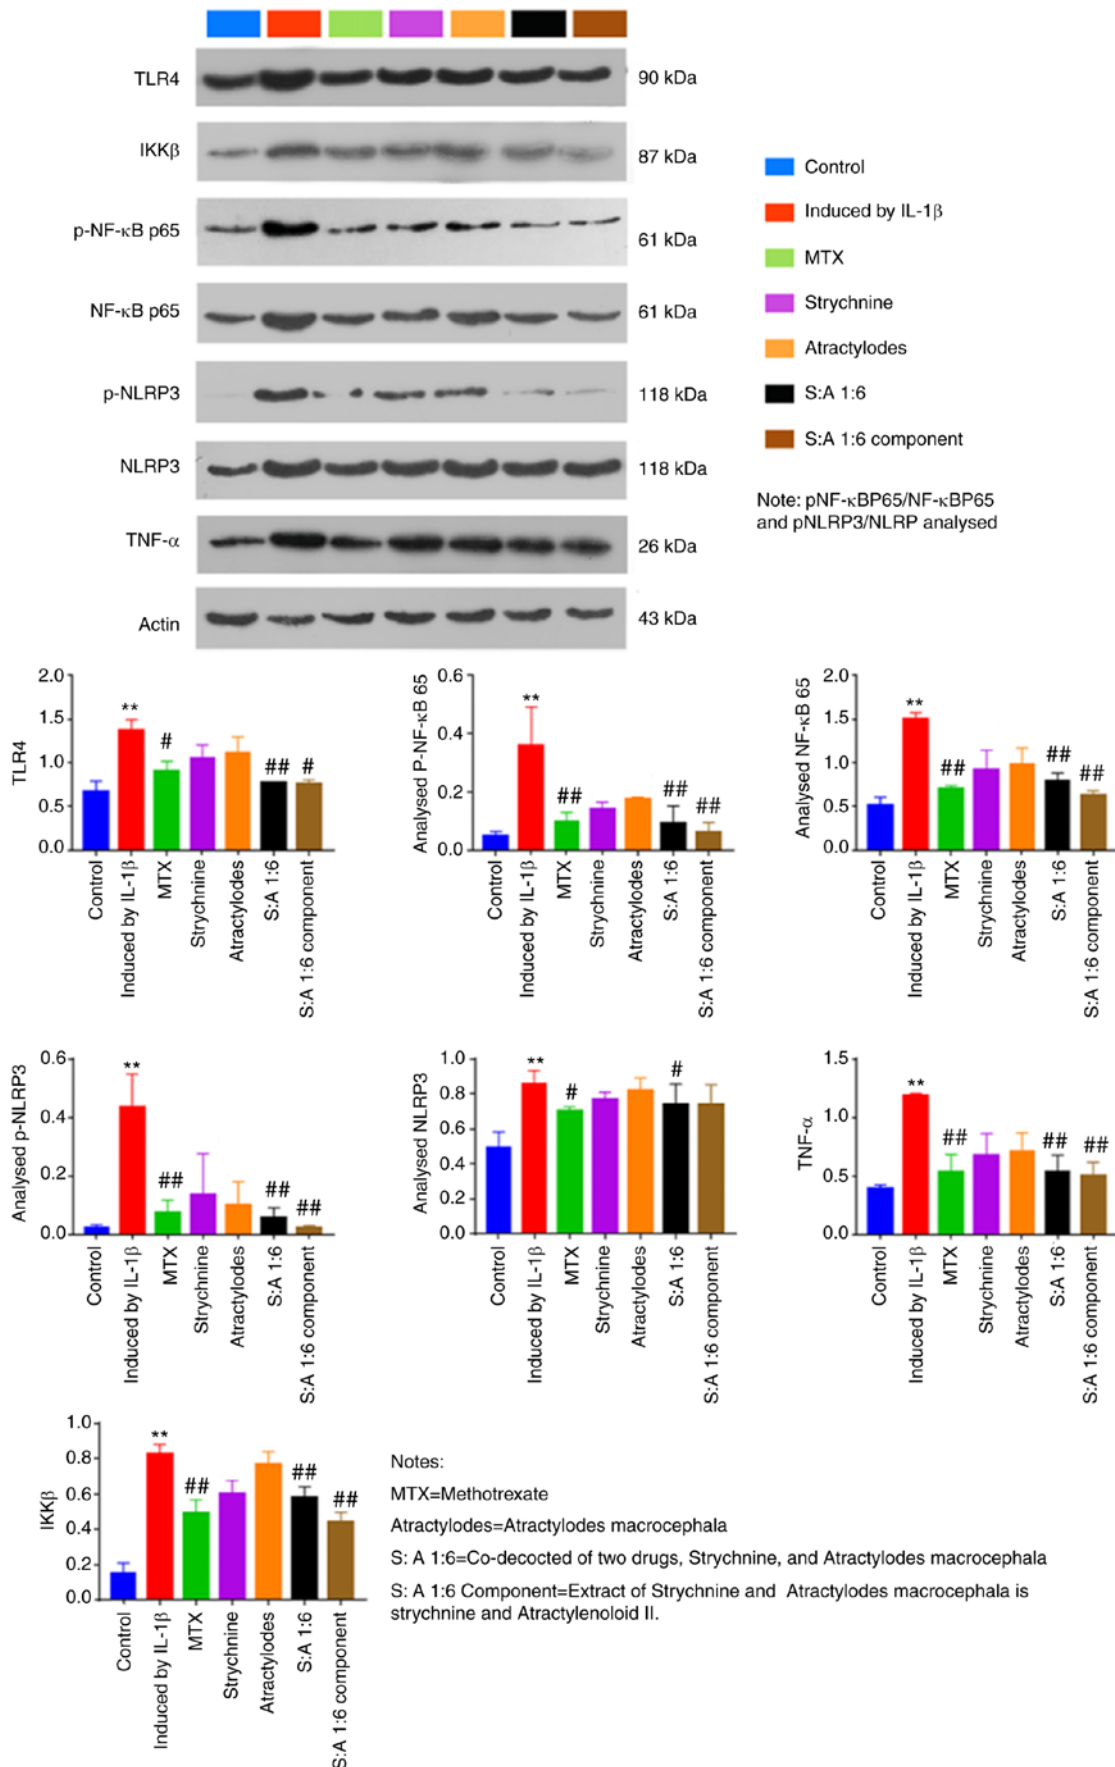 TLR4
90 kDa
IKKβ
87 kDa
p-NF-κB p65
61 kDa
NF-κB p65
61 kDa
p-NLRP3
118 kDa
NLRP3
118 kDa
TNF-α
26 kDa
Actin
43 kDa
Control
Induced by IL-1β
MTX
Strychnine
Atractylodes
S:A 1:6
S:A 1:6 component
Note: pNF-κBP65/NF-κBP65
and pNLRP3/NLRP analysed
TLR4
2.0
1.5
1.0
0.5
0.0
**
#
##
#
Control
Induced by IL-1β
MTX
Strychnine
Atractylodes
S:A 1:6
S:A 1:6 component
Analysed P-NF-κB 65
0.6
0.4
0.2
0.0
**
##
##
##
Control
Induced by IL-1β
MTX
Strychnine
Atractylodes
S:A 1:6
S:A 1:6 component
Analysed NF-κB 65
2.0
1.5
1.0
0.5
0.0
**
##
##
##
Control
Induced by IL-1β
MTX
Strychnine
Atractylodes
S:A 1:6
S:A 1:6 component
Analysed p-NLRP3
0.6
0.4
0.2
0.0
**
##
##
##
Control
Induced by IL-1β
MTX
Strychnine
Atractylodes
S:A 1:6
S:A 1:6 component
Analysed NLRP3
1.0
0.8
0.6
0.4
0.2
0.0
**
#
#
Control
Induced by IL-1β
MTX
Strychnine
Atractylodes
S:A 1:6
S:A 1:6 component
TNF-α
1.5
1.0
0.5
0.0
**
##
##
##
Control
Induced by IL-1β
MTX
Strychnine
Atractylodes
S:A 1:6
S:A 1:6 component
IKKβ
1.0
0.8
0.6
0.4
0.2
0.0
**
##
##
##
Control
Induced by IL-1β
MTX
Strychnine
Atractylodes
S:A 1:6
S:A 1:6 component
Notes:
MTX=Methotrexate
Atractylodes=Atractylodes macrocephala
S: A 1:6=Co-decocted of two drugs, Strychnine, and Atractylodes macrocephala
S: A 1:6 Component=Extract of Strychnine and Atractylodes macrocephala is
strychnine and Atractylenoloid II.